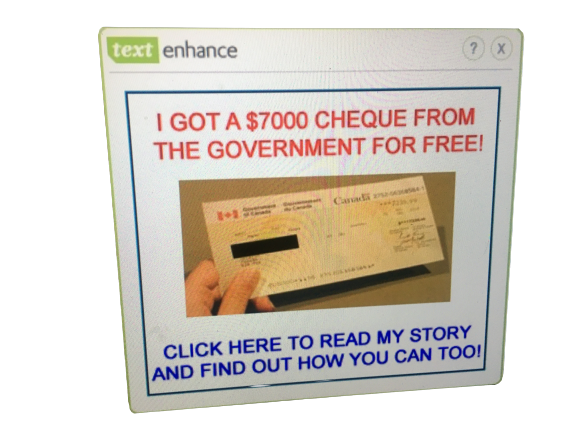 text enhance
? X
I GOT A $7000 CHEQUE FROM
THE GOVERNMENT FOR FREE!
Government Gouvernement Canada
of Canada du Canada
CLICK HERE TO READ MY STORY
AND FIND OUT HOW YOU CAN TOO!